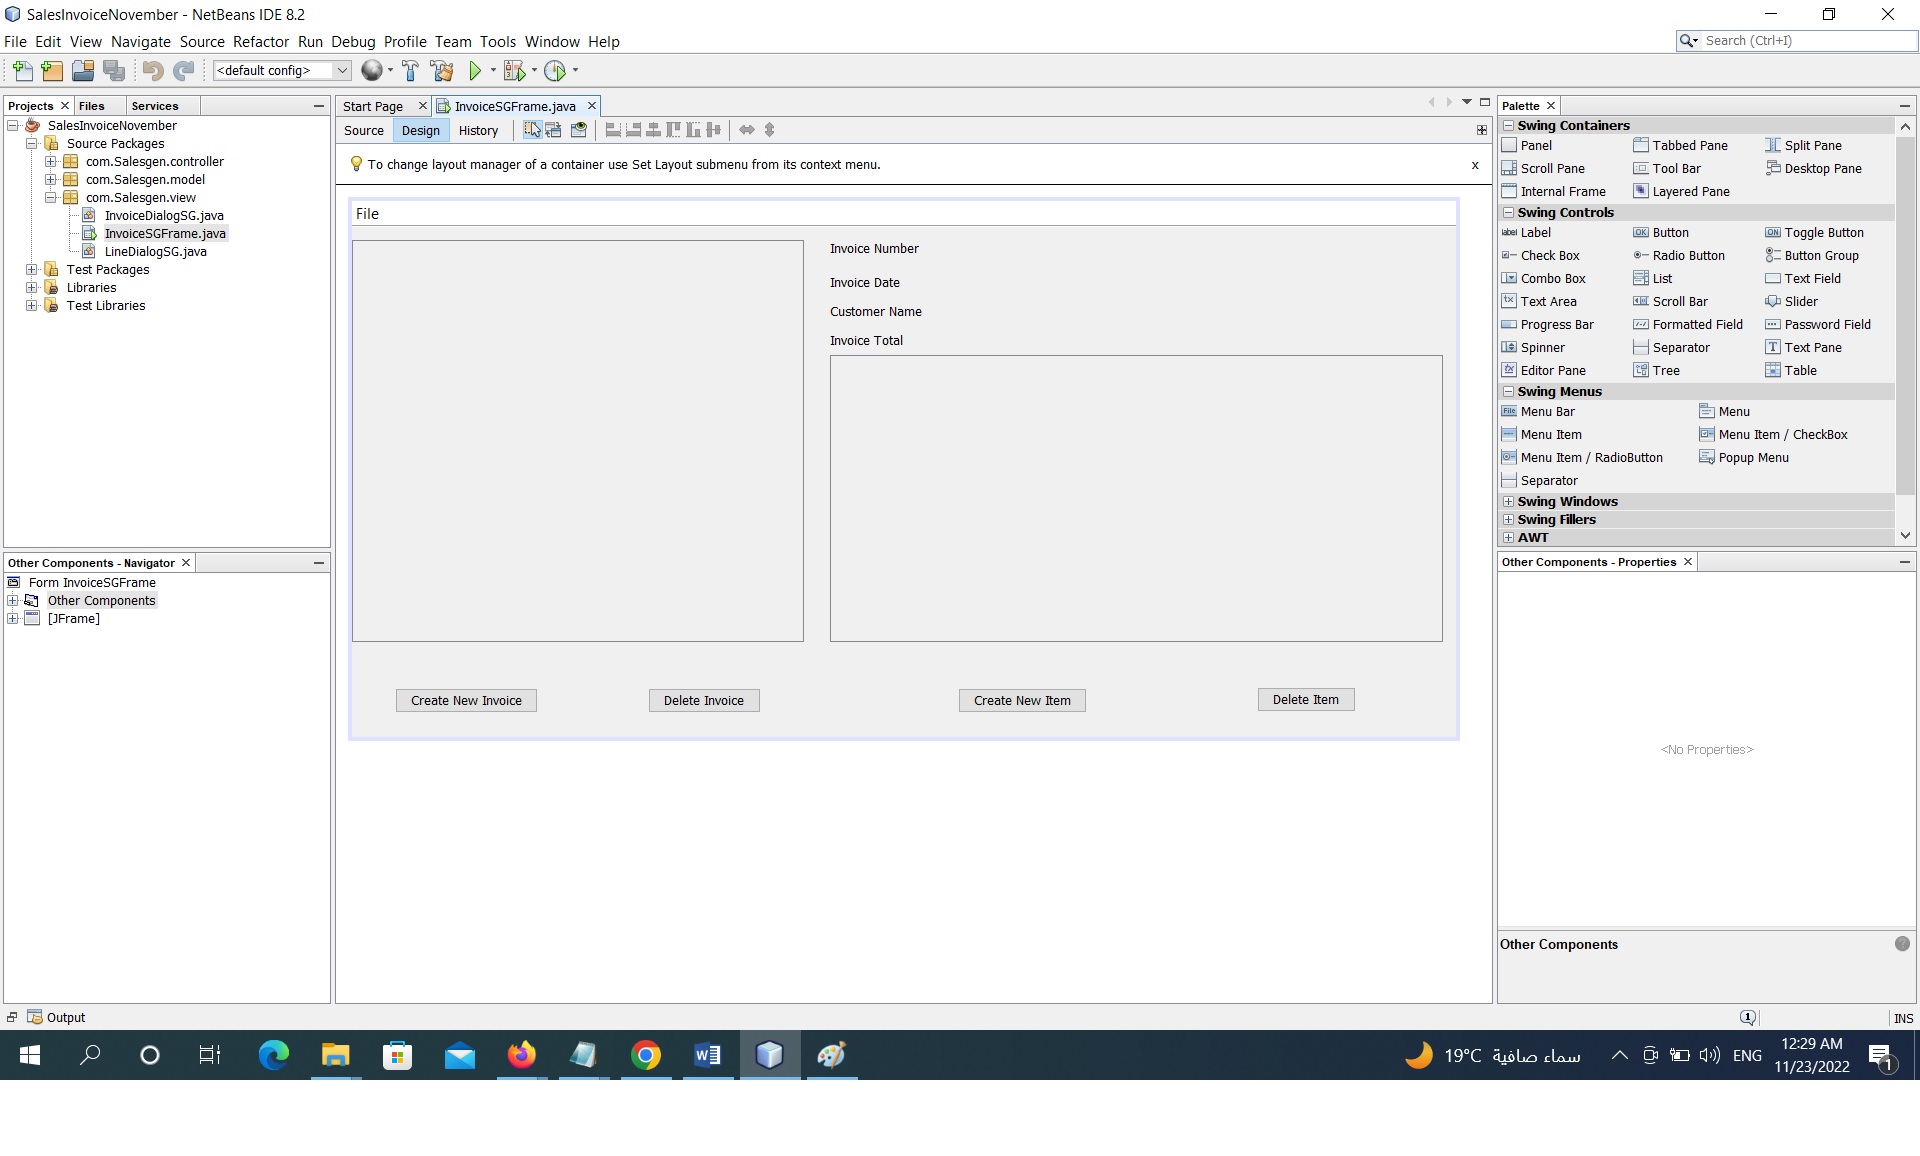 SalesInvoiceNovember - NetBeans IDE 8.2
File Edit View Navigate Source Refactor Run Debug Profile Team Tools Window Help
Search (Ctrl+I)
<default config>
Projects Files Services
SalesInvoiceNovember
Source Packages
com.Salesgen.controller
com.Salesgen.model
com.Salesgen.view
InvoiceDialogSG.java
InvoiceSGFrame.java
LineDialogSG.java
Test Packages
Libraries
Test Libraries
Other Components - Navigator
Form InvoiceSGFrame
Other Components
[JFrame]
Start Page InvoiceSGFrame.java
Source Design History
To change layout manager of a container use Set Layout submenu from its context menu.
x
File
Invoice Number
Invoice Date
Customer Name
Invoice Total
Create New Invoice Delete Invoice Create New Item Delete Item
Palette
Swing Containers
Panel Tabbed Pane Split Pane
Scroll Pane Tool Bar Desktop Pane
Internal Frame Layered Pane
Swing Controls
label Label OK Button ON Toggle Button
Check Box Radio Button Button Group
Combo Box List Text Field
Text Area Scroll Bar Slider
Progress Bar Formatted Field Password Field
Spinner Separator Text Pane
Editor Pane Tree Table
Swing Menus
File Menu Bar Menu
Menu Item Menu Item / CheckBox
Menu Item / RadioButton Popup Menu
Separator
Swing Windows
Swing Fillers
AWT
Other Components - Properties
<No Properties>
Other Components
Output
1 INS
19°C سماء صافية ENG 12:29 AM
11/23/2022
1